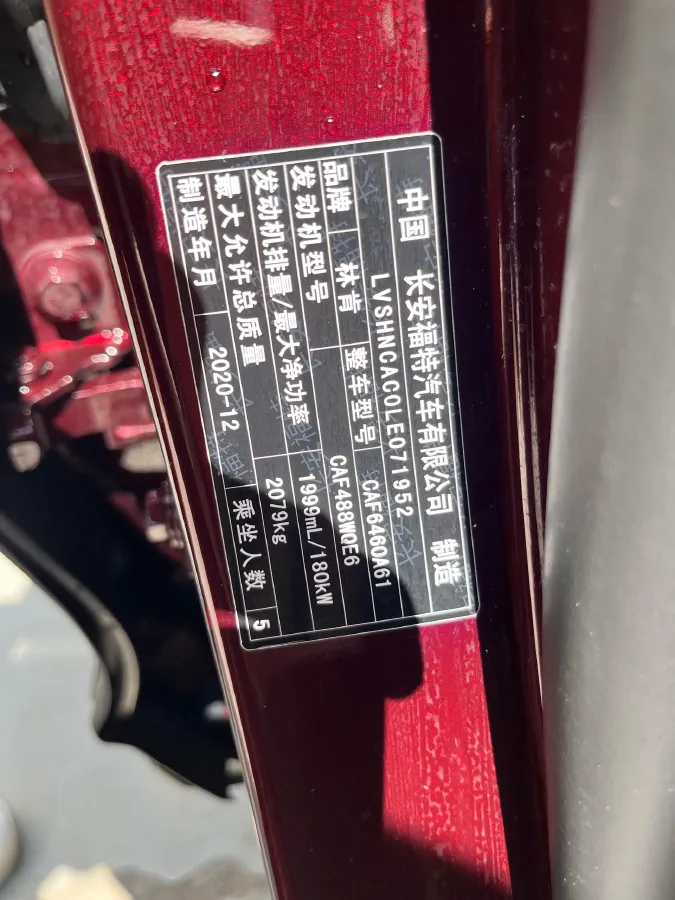 中国 长安福特汽车有限公司 制造
LVSHNCAC0LE071952
品牌 林肯 整车型号 CAF6460A61
发动机型号 CAF488WQE6
发动机排量/最大净功率 1999mL/180kW
最大允许总质量 2079kg
制造年月 2020-12 乘坐人数 5